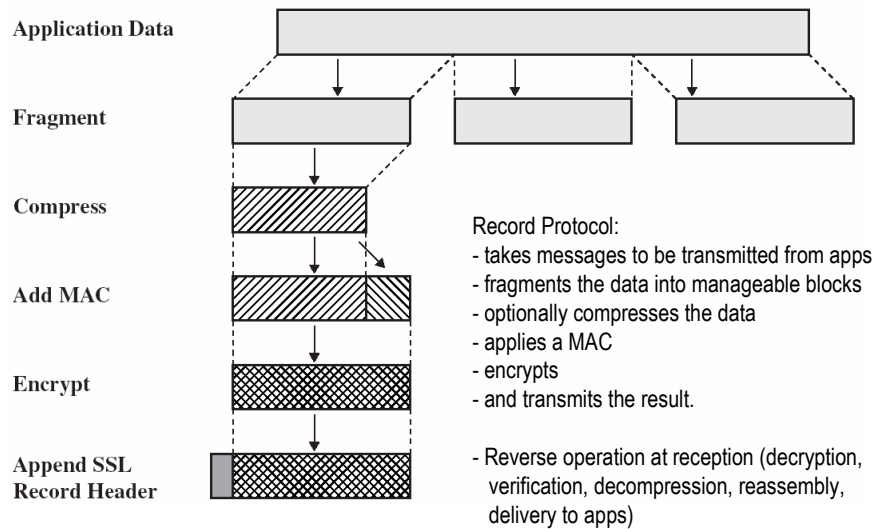 Application Data
Fragment
Compress
Add MAC
Encrypt
Append SSL
Record Header
Record Protocol:
- takes messages to be transmitted from apps
- fragments the data into manageable blocks
- optionally compresses the data
- applies a MAC
- encrypts
- and transmits the result.
- Reverse operation at reception (decryption,
verification, decompression, reassembly,
delivery to apps)